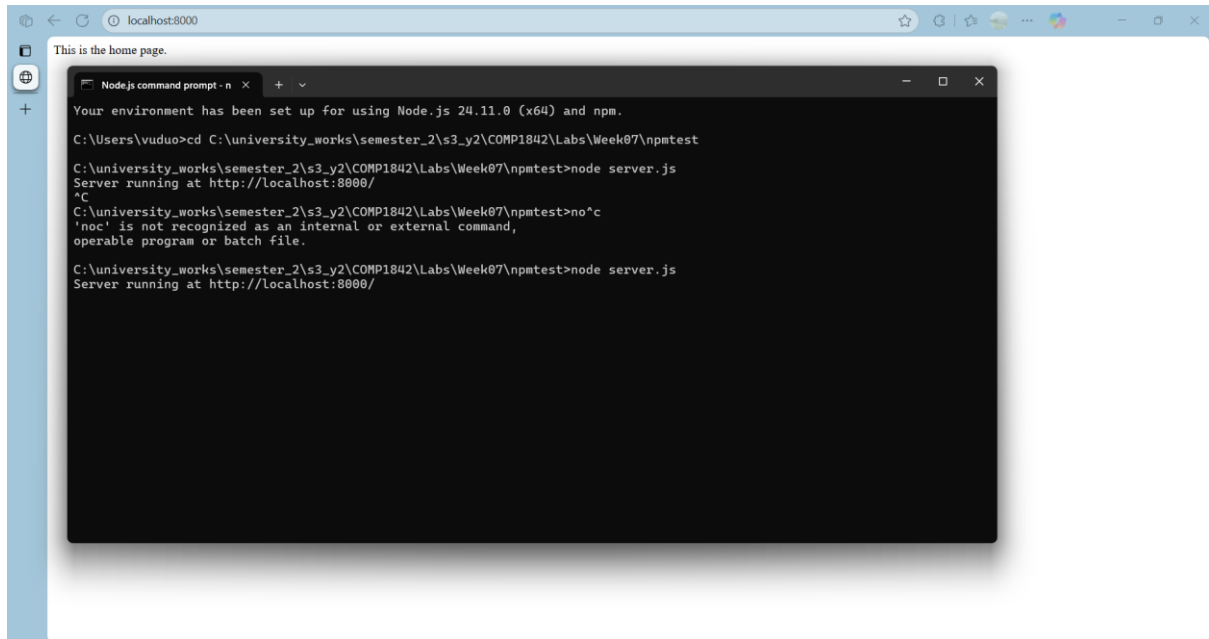 localhost:8000
This is the home page.
Node.js command prompt - n
Your environment has been set up for using Node.js 24.11.0 (x64) and npm.
C:\Users\vuduo>cd C:\university_works\semester_2\s3_y2\COMP1842\Labs\Week07\npmtest
C:\university_works\semester_2\s3_y2\COMP1842\Labs\Week07\npmtest>node server.js
Server running at http://localhost:8000/
^C
C:\university_works\semester_2\s3_y2\COMP1842\Labs\Week07\npmtest>no^c
'noc' is not recognized as an internal or external command,
operable program or batch file.
C:\university_works\semester_2\s3_y2\COMP1842\Labs\Week07\npmtest>node server.js
Server running at http://localhost:8000/